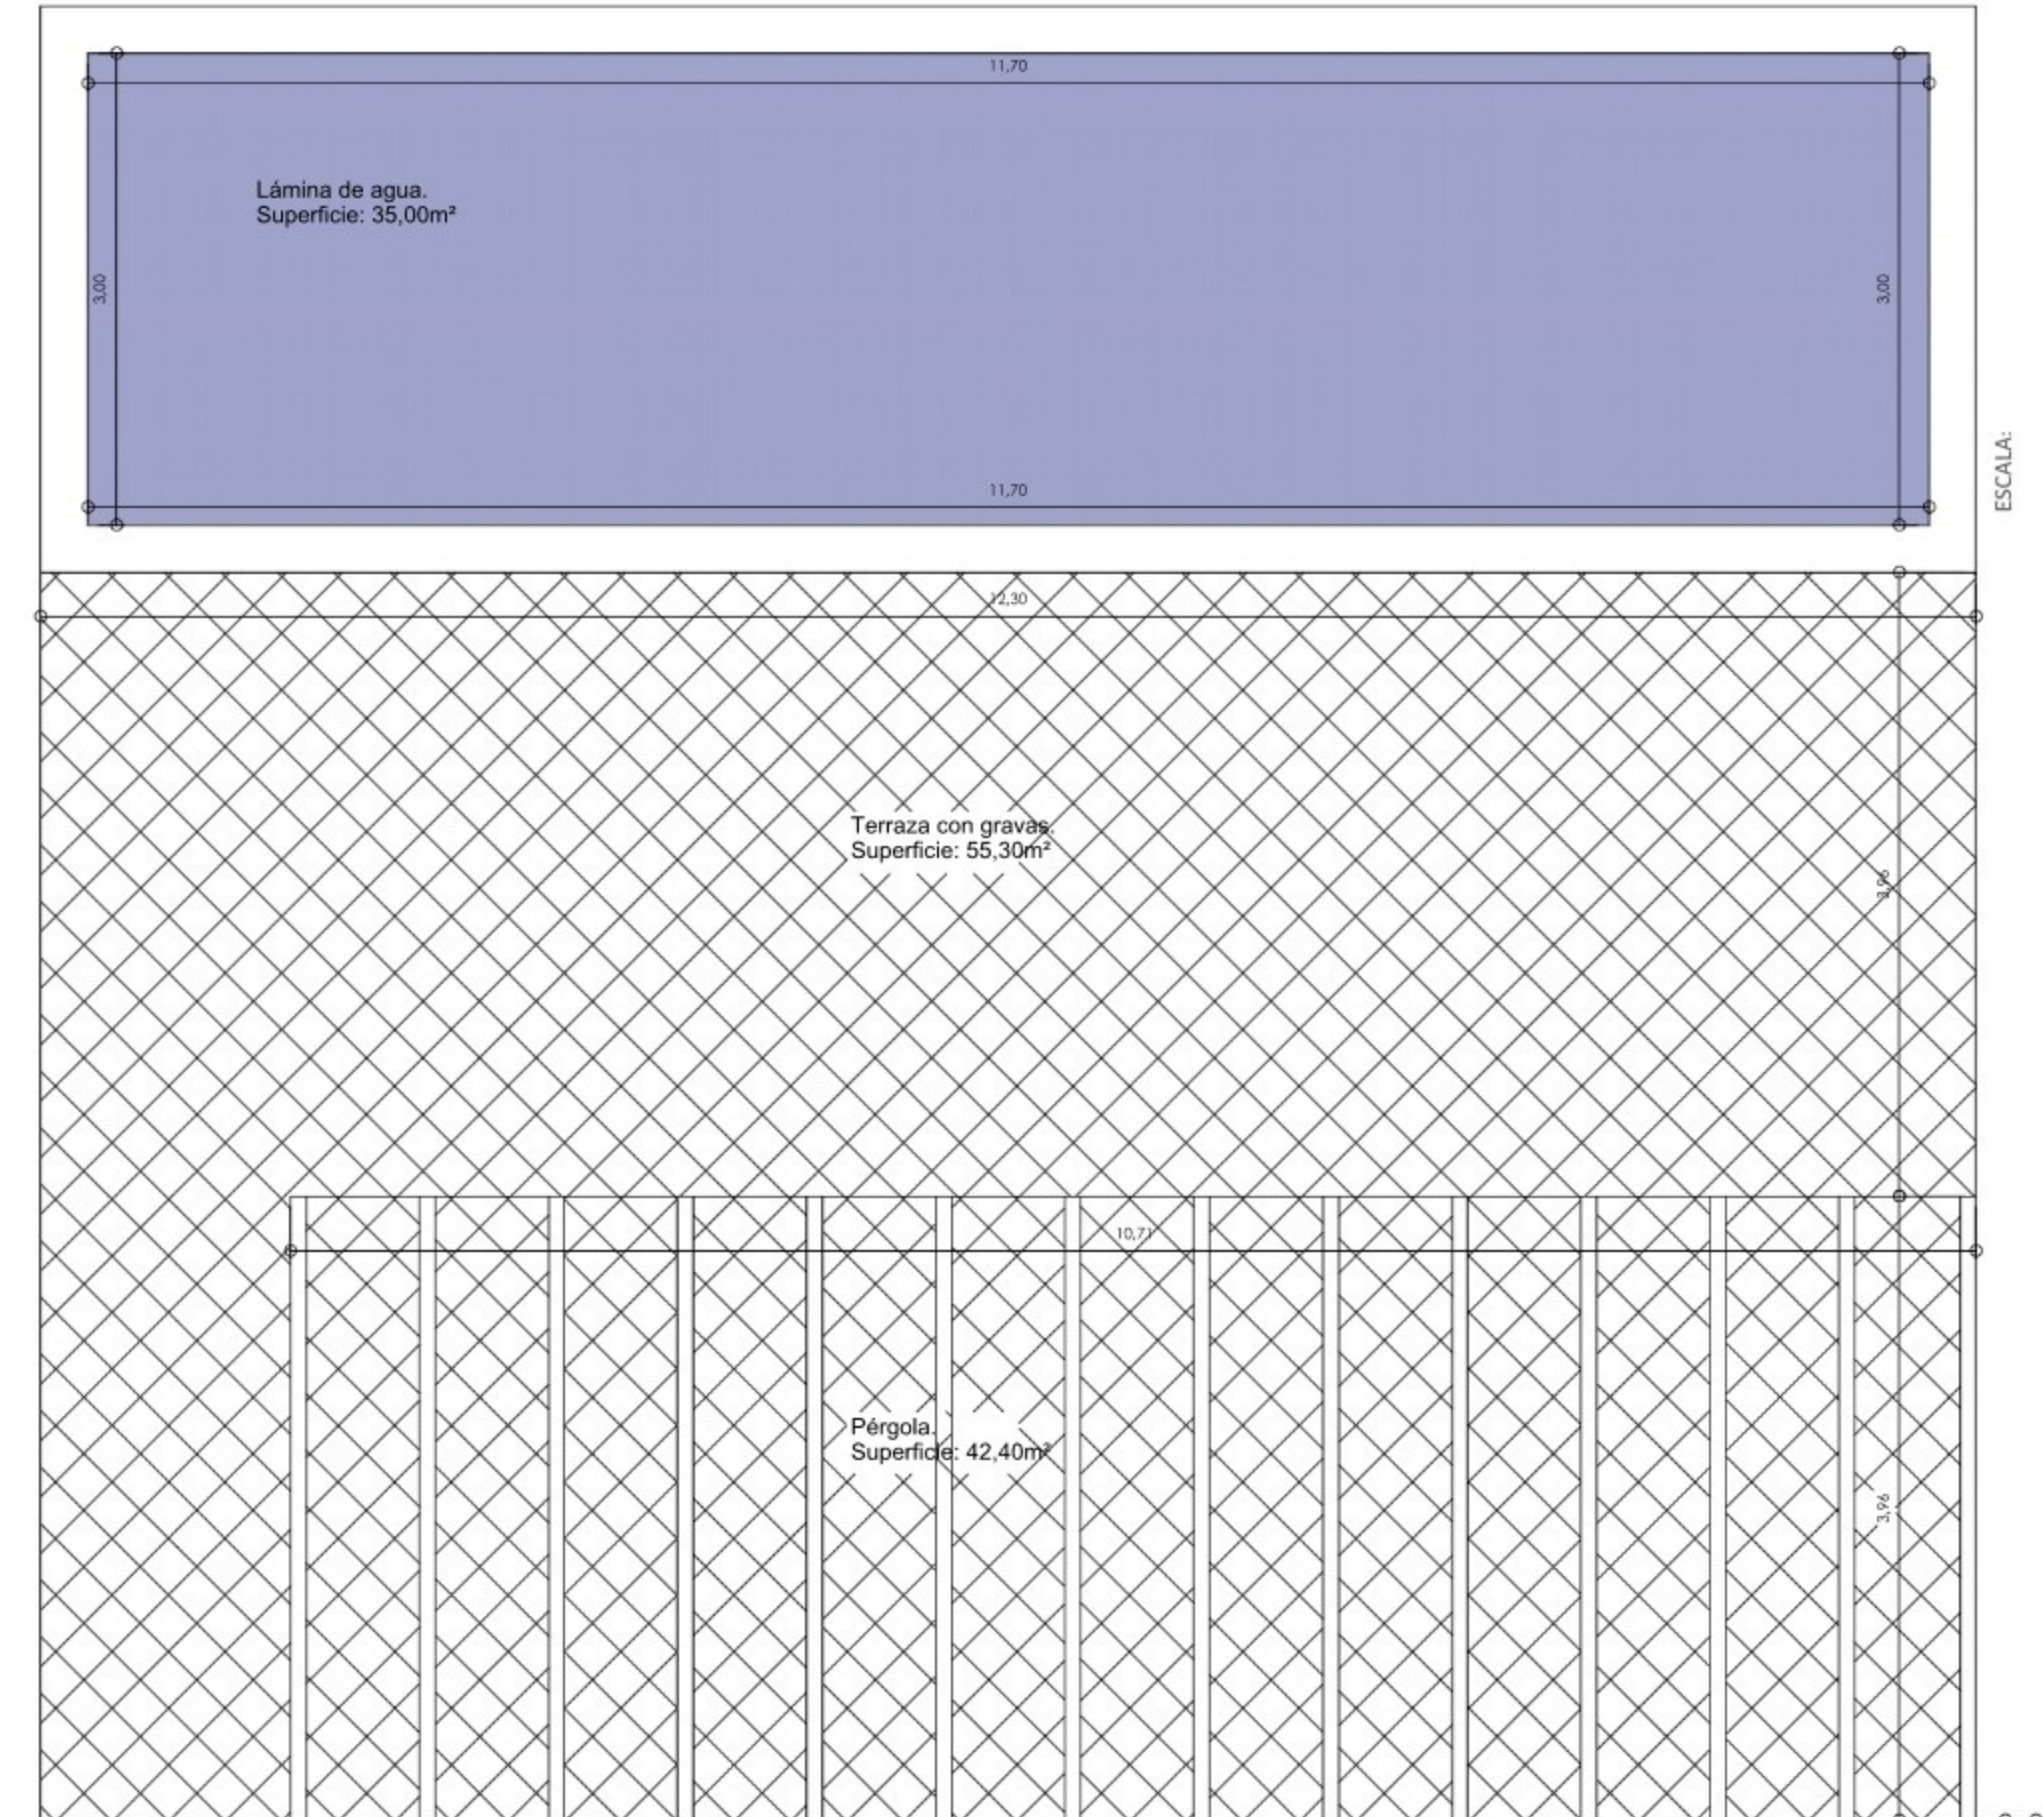 11,70
Lámina de agua.
Superficie: 35,00m²
3,00
3,00
11,70
ESCALA:
12,30
Terraza con gravas.
Superficie: 55,30m²
3,96
10,71
Pérgola.
Superficie: 42,40m²
3,96